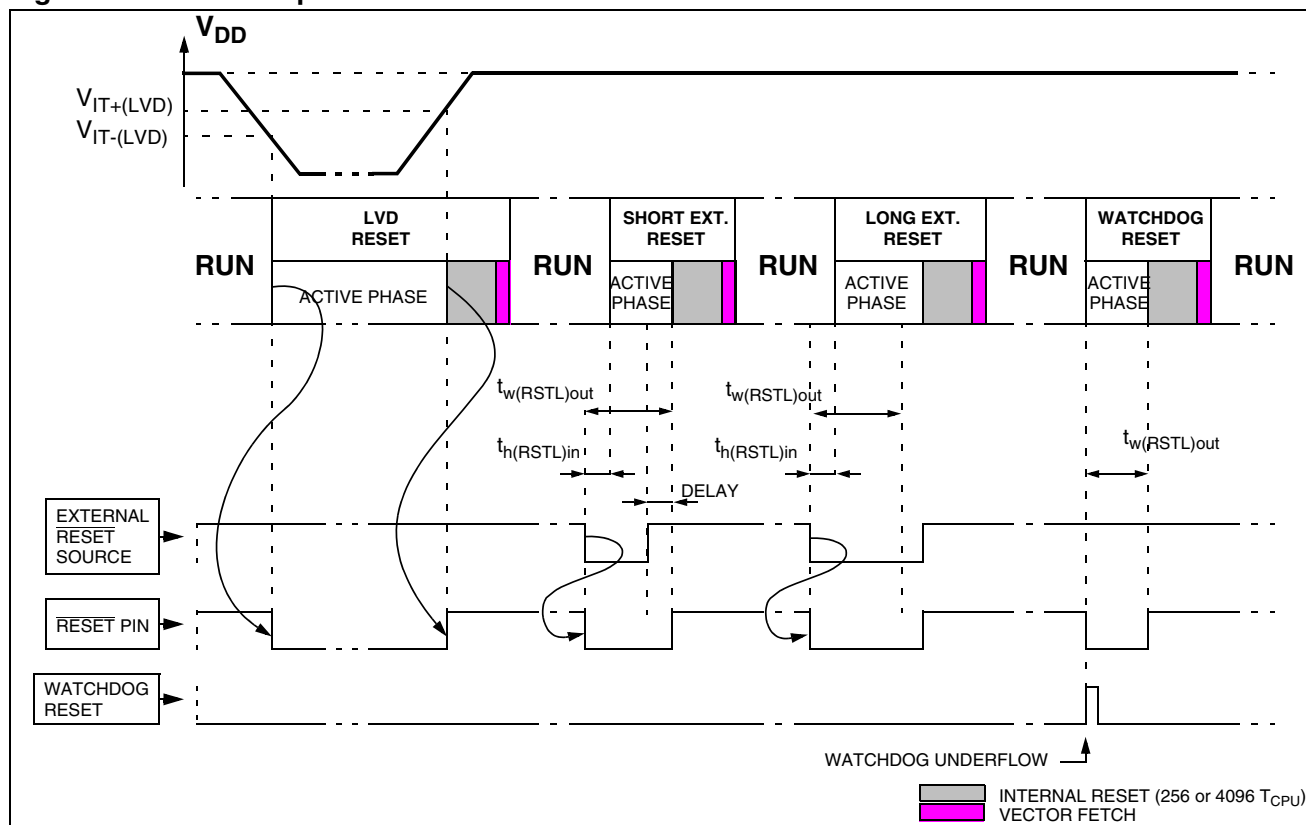 V_DD
V_IT+(LVD)
V_IT-(LVD)
LVD
RESET
SHORT EXT.
RESET
LONG EXT.
RESET
WATCHDOG
RESET
RUN
RUN
RUN
RUN
RUN
ACTIVE PHASE
ACTIVE
PHASE
ACTIVE
PHASE
ACTIVE
PHASE
t_w(RSTL)out
t_w(RSTL)out
t_h(RSTL)in
t_h(RSTL)in
t_w(RSTL)out
DELAY
EXTERNAL
RESET
SOURCE
RESET PIN
WATCHDOG
RESET
WATCHDOG UNDERFLOW
INTERNAL RESET (256 or 4096 T_CPU)
VECTOR FETCH